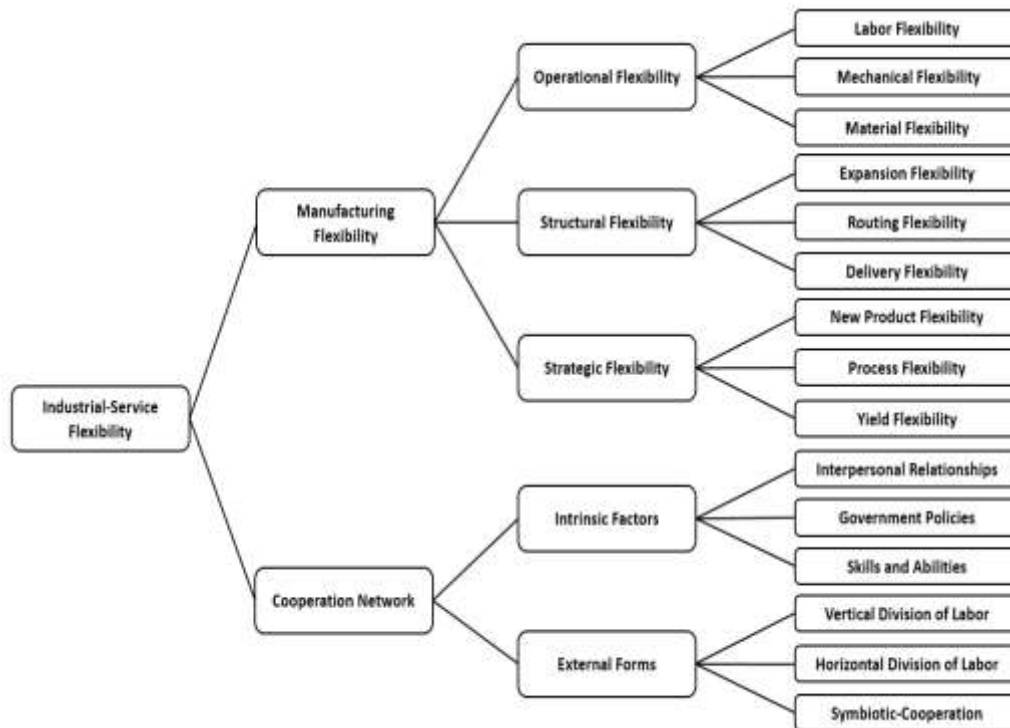 Industrial-Service
Flexibility
Manufacturing
Flexibility
Cooperation Network
Operational Flexibility
Structural Flexibility
Strategic Flexibility
Intrinsic Factors
External Forms
Labor Flexibility
Mechanical Flexibility
Material Flexibility
Expansion Flexibility
Routing Flexibility
Delivery Flexibility
New Product Flexibility
Process Flexibility
Yield Flexibility
Interpersonal Relationships
Government Policies
Skills and Abilities
Vertical Division of Labor
Horizontal Division of Labor
Symbiotic-Cooperation